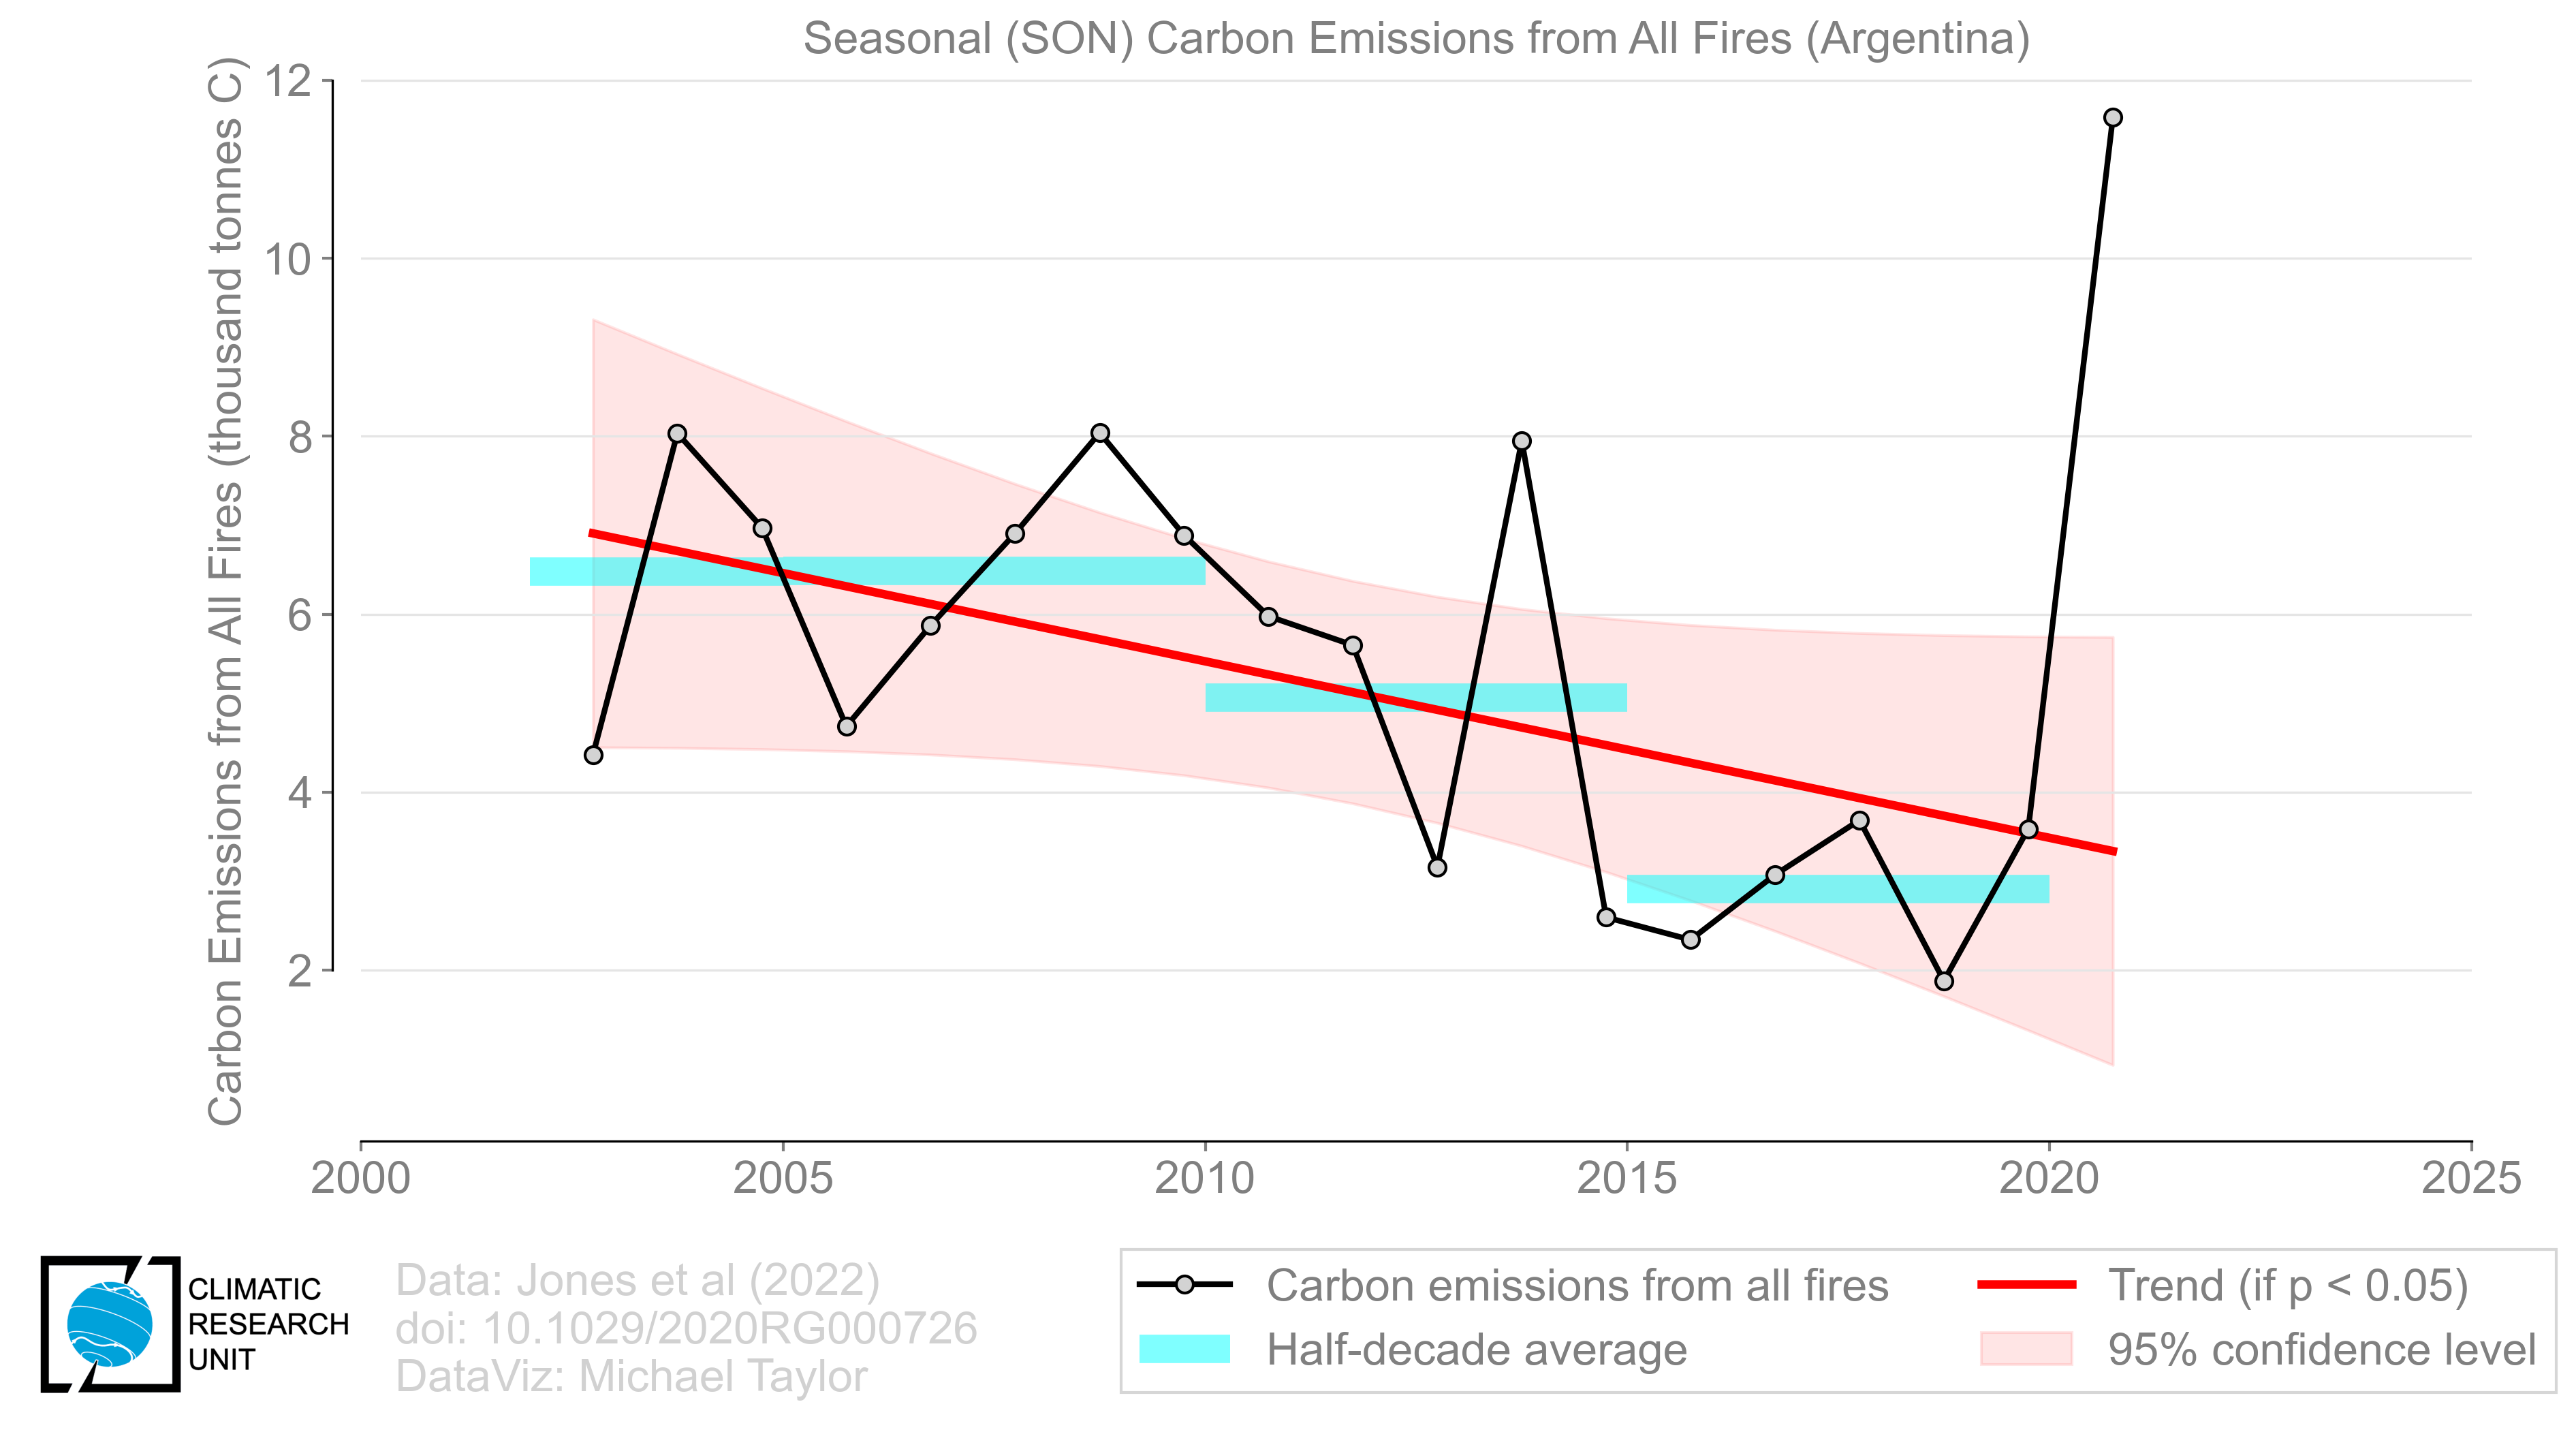 Seasonal (SON) Carbon Emissions from All Fires (Argentina)
Carbon Emissions from All Fires (thousand tonnes C)
12
10
8
6
4
2
2000 2005 2010 2015 2020 2025
CLIMATIC
RESEARCH
UNIT
Data: Jones et al (2022)
doi: 10.1029/2020RG000726
DataViz: Michael Taylor
Carbon emissions from all fires
Half-decade average
Trend (if p < 0.05)
95% confidence level